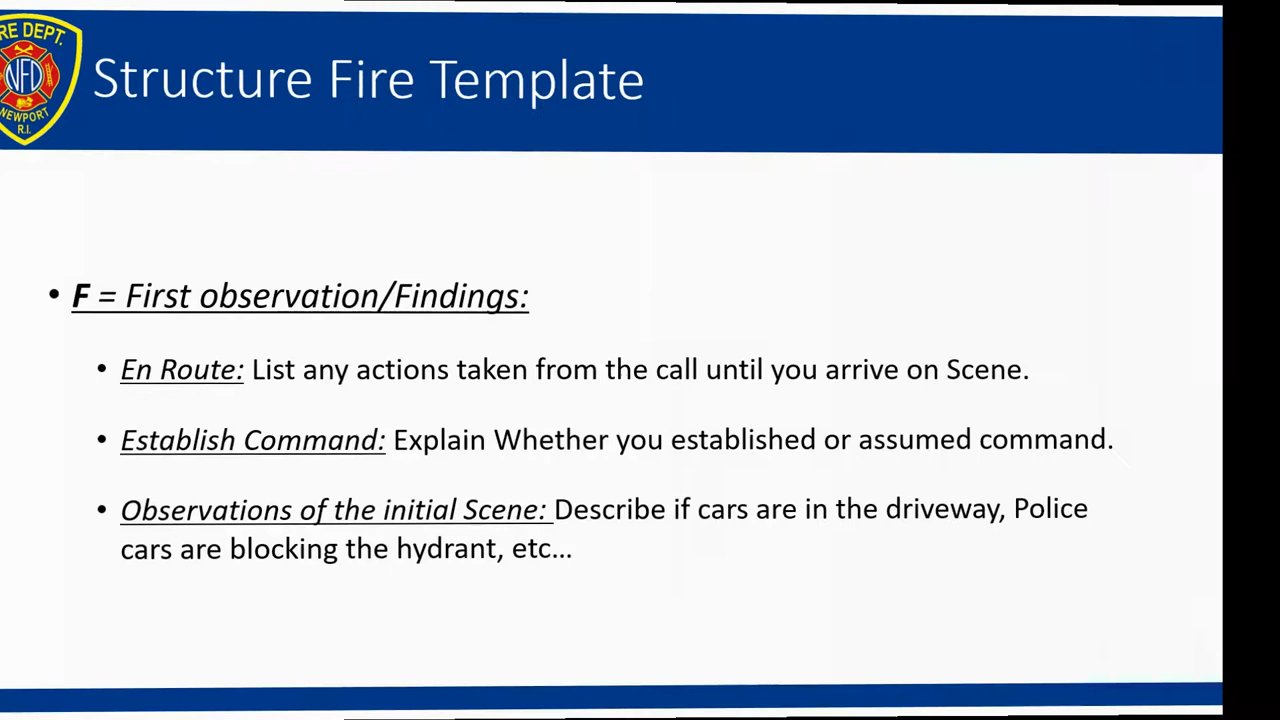 RE DEPT.
NFD
NEWPORT
R.I.
Structure Fire Template
• F = First observation/Findings:
• En Route: List any actions taken from the call until you arrive on Scene.
• Establish Command: Explain Whether you established or assumed command.
• Observations of the initial Scene: Describe if cars are in the driveway, Police
cars are blocking the hydrant, etc…